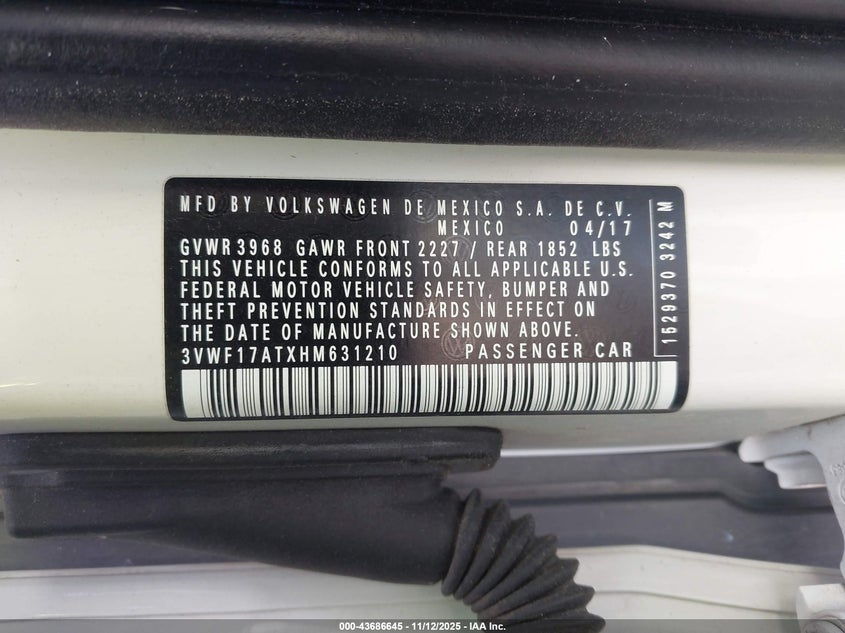 MFD BY VOLKSWAGEN DE MEXICO S.A. DE C.V.
MEXICO 04/17
GVWR 3968 GAWR FRONT 2227 / REAR 1852 LBS
THIS VEHICLE CONFORMS TO ALL APPLICABLE U.S.
FEDERAL MOTOR VEHICLE SAFETY, BUMPER AND
THEFT PREVENTION STANDARDS IN EFFECT ON
THE DATE OF MANUFACTURE SHOWN ABOVE.
3VWF17ATXHM631210 PASSENGER CAR
1529370 3242 M
000-43686645 - 11/12/2025 - IAA Inc.